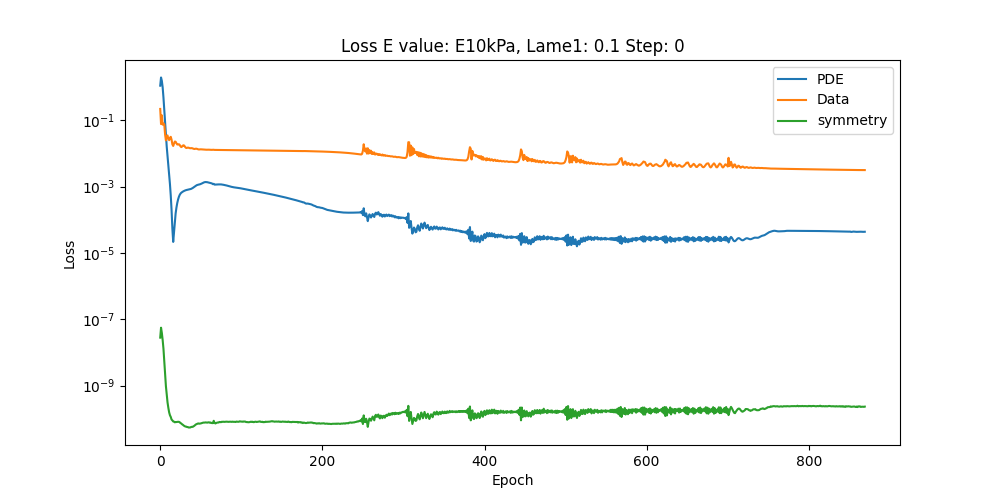 Loss E value: E10kPa, Lame1: 0.1 Step: 0
PDE
Data
symmetry
Loss
10⁻¹
10⁻³
10⁻⁵
10⁻⁷
10⁻⁹
0 200 400 600 800
Epoch